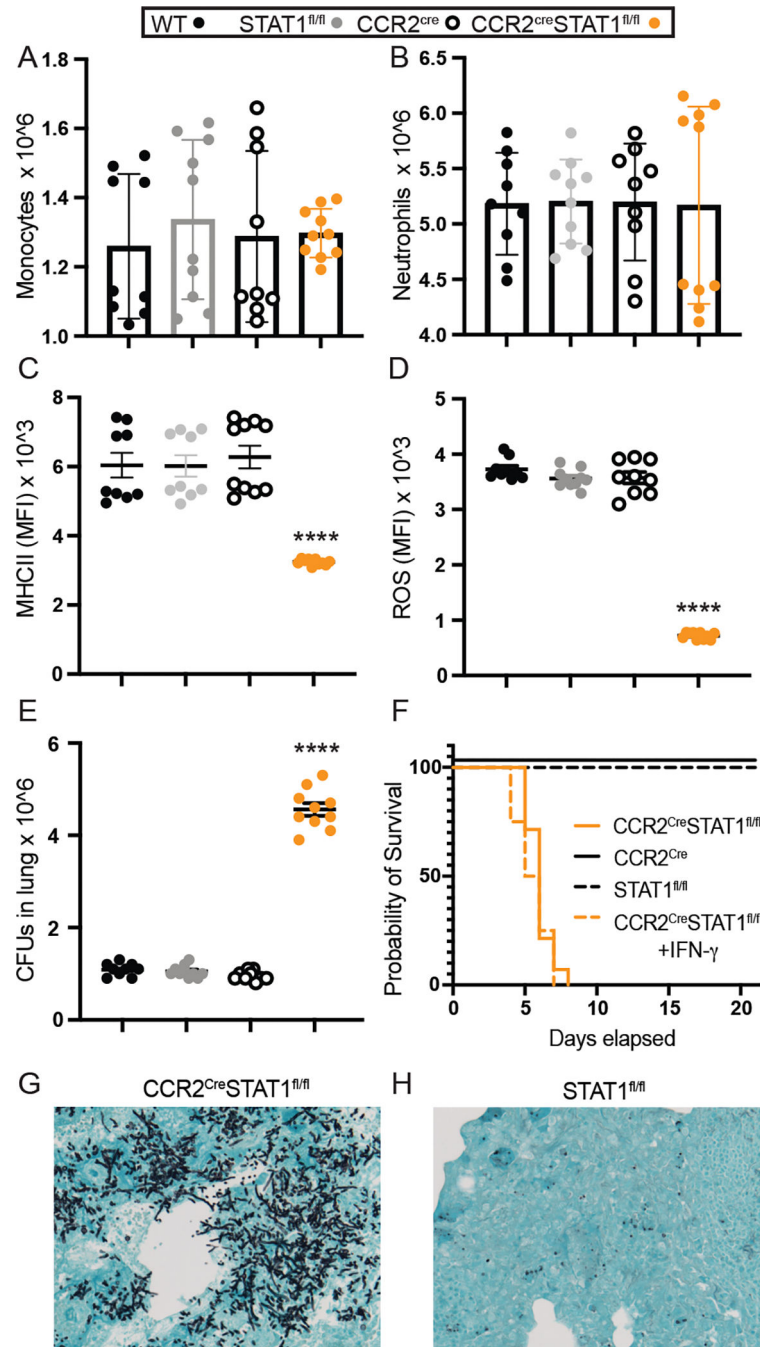 WT ● STAT1fl/fl ● CCR2cre O CCR2creSTAT1fl/fl ●
A
Monocytes x 10^6
1.8
1.6
1.4
1.2
1.0
B
Neutrophils x 10^6
6.5
6.0
5.5
5.0
4.5
4.0
C
MHCII (MFI) x 10^3
8
6
4
2
0
****
D
ROS (MFI) x 10^3
5
4
3
2
1
0
****
E
CFUs in lung x 10^6
6
4
2
0
****
F
Probability of Survival
100
50
0
CCR2CreSTAT1fl/fl
CCR2Cre
STAT1fl/fl
CCR2CreSTAT1fl/fl
+IFN-γ
0 5 10 15 20
Days elapsed
G CCR2CreSTAT1fl/fl
H STAT1fl/fl